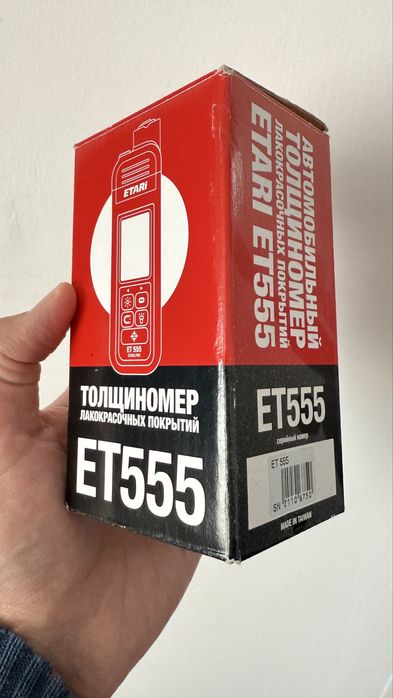 ETARI
ET 555
ТОЛЩИНОМЕР
ЛАКОКРАСОЧНЫХ ПОКРЫТИЙ
ET555
АВТОМОБИЛЬНЫЙ
ТОЛЩИНОМЕР
ЛАКОКРАСОЧНЫХ ПОКРЫТИЙ
ETARI ET555
ET555
серийный номер
ET 555
MADE IN TAIWAN